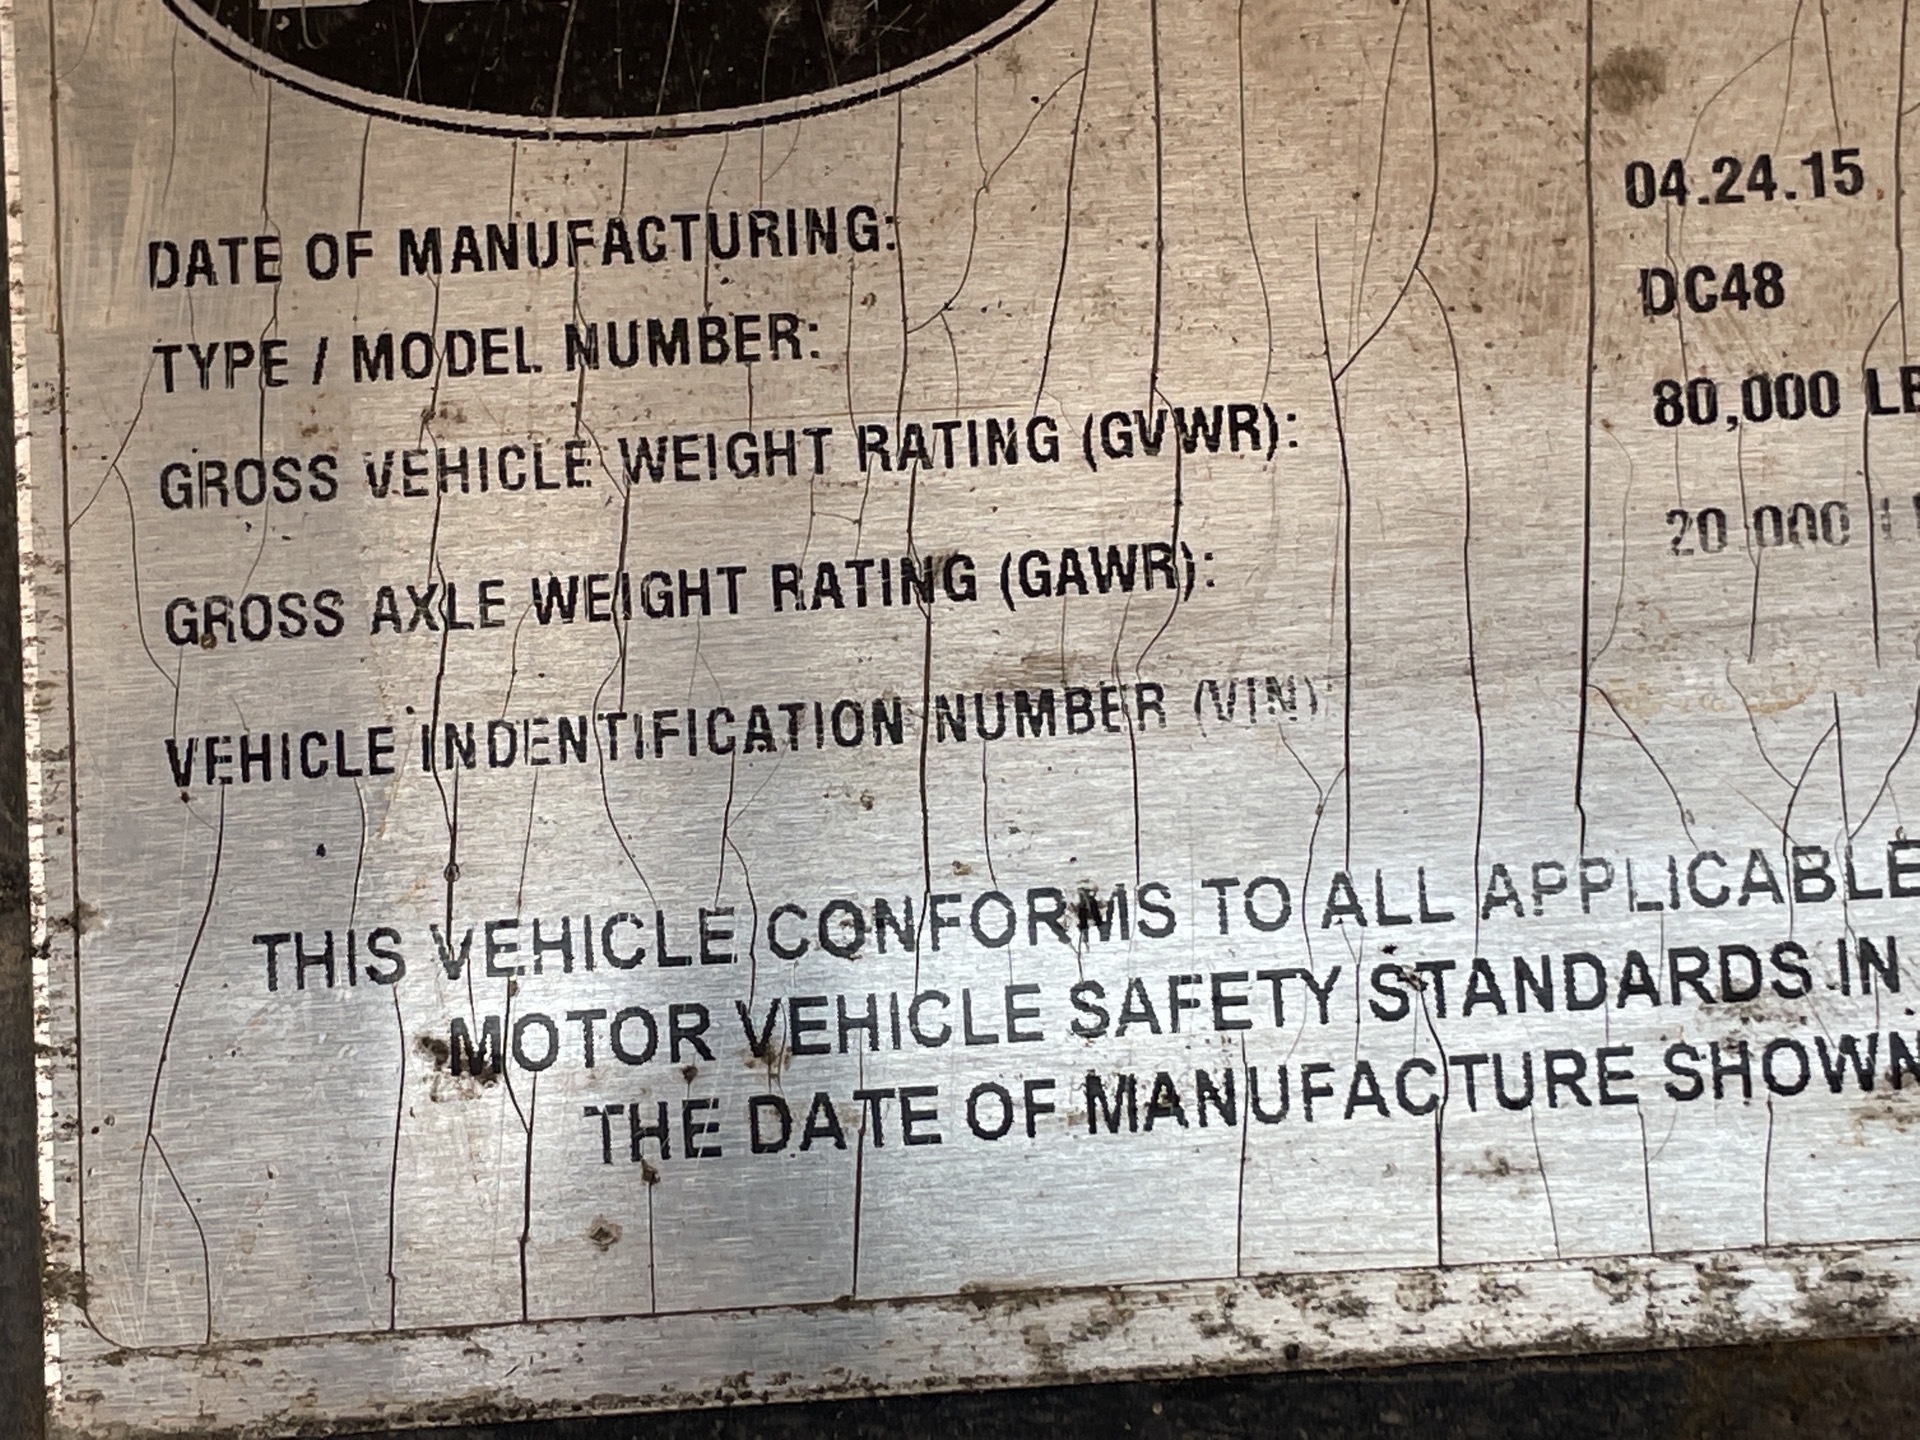 DATE OF MANUFACTURING: 04.24.15
TYPE / MODEL NUMBER: DC48
GROSS VEHICLE WEIGHT RATING (GVWR): 80,000 LB
GROSS AXLE WEIGHT RATING (GAWR): 20 000
VEHICLE INDENTIFICATION NUMBER (VIN)
THIS VEHICLE CONFORMS TO ALL APPLICABLE
MOTOR VEHICLE SAFETY STANDARDS IN
THE DATE OF MANUFACTURE SHOWN